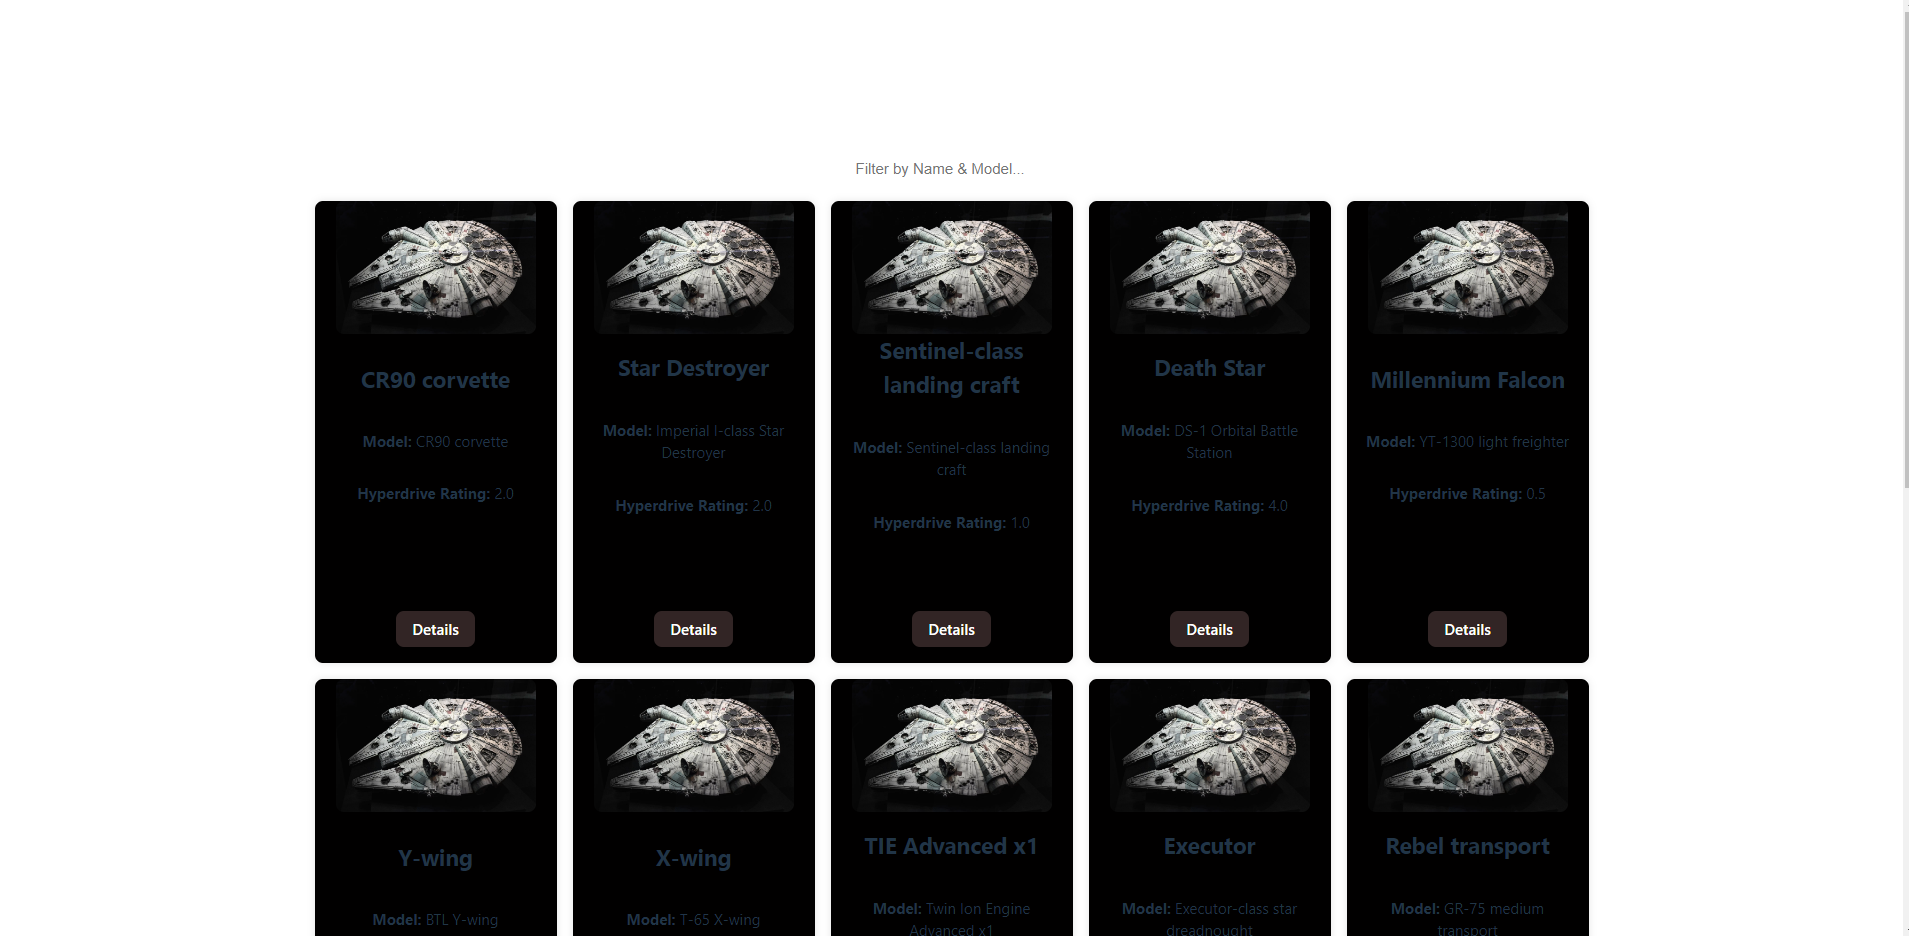 Filter by Name & Model...
CR90 corvette
Model: CR90 corvette
Hyperdrive Rating: 2.0
Details
Star Destroyer
Model: Imperial I-class Star
Destroyer
Hyperdrive Rating: 2.0
Details
Sentinel-class
landing craft
Model: Sentinel-class landing
craft
Hyperdrive Rating: 1.0
Details
Death Star
Model: DS-1 Orbital Battle
Station
Hyperdrive Rating: 4.0
Details
Millennium Falcon
Model: YT-1300 light freighter
Hyperdrive Rating: 0.5
Details
Y-wing
Model: BTL Y-wing
X-wing
Model: T-65 X-wing
TIE Advanced x1
Model: Twin Ion Engine
Advanced x1
Executor
Model: Executor-class star
dreadnought
Rebel transport
Model: GR-75 medium
transport